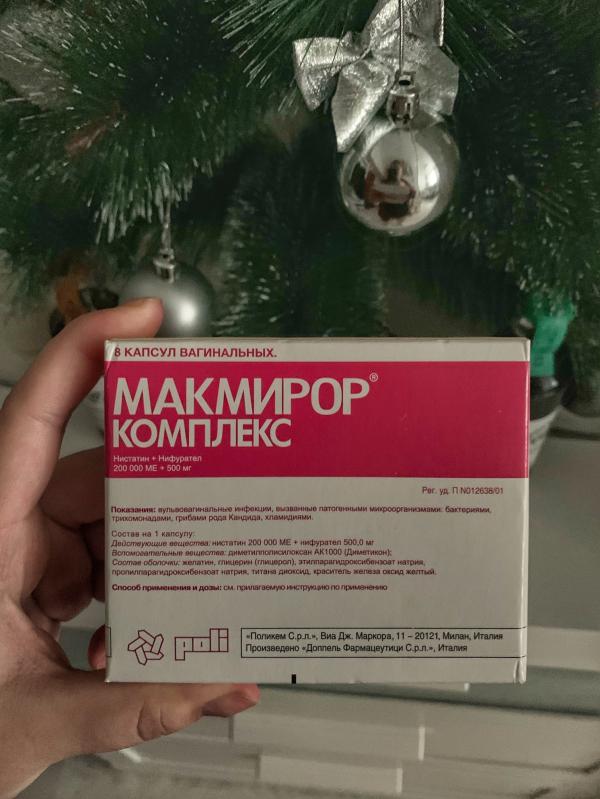 8 КАПСУЛ ВАГИНАЛЬНЫХ.
МАКМИРОР®
КОМПЛЕКС
Нистатин + Нифурател
200 000 МЕ + 500 мг
Рег. уд. П N012638/01
Показания: вульвовагинальные инфекции, вызванные патогенными микроорганизмами: бактериями,
трихомонадами, грибами рода Кандида, хламидиями.
Состав на 1 капсулу:
Действующие вещества: нистатин 200 000 МЕ + нифурател 500,0 мг
Вспомогательные вещества: диметилполисилоксан АК1000 (Диметикон);
Состав оболочки: желатин, глицерин (глицерол), этилпарагидроксибензоат натрия,
пропилпарагидроксибензоат натрия, титана диоксид, краситель железа оксид желтый.
Способ применения и дозы: см. прилагаемую инструкцию по применению
poli
«Поликем С.р.л.», Виа Дж. Маркора, 11 – 20121, Милан, Италия
Произведено «Доппель Фармацеутици С.р.л.», Италия